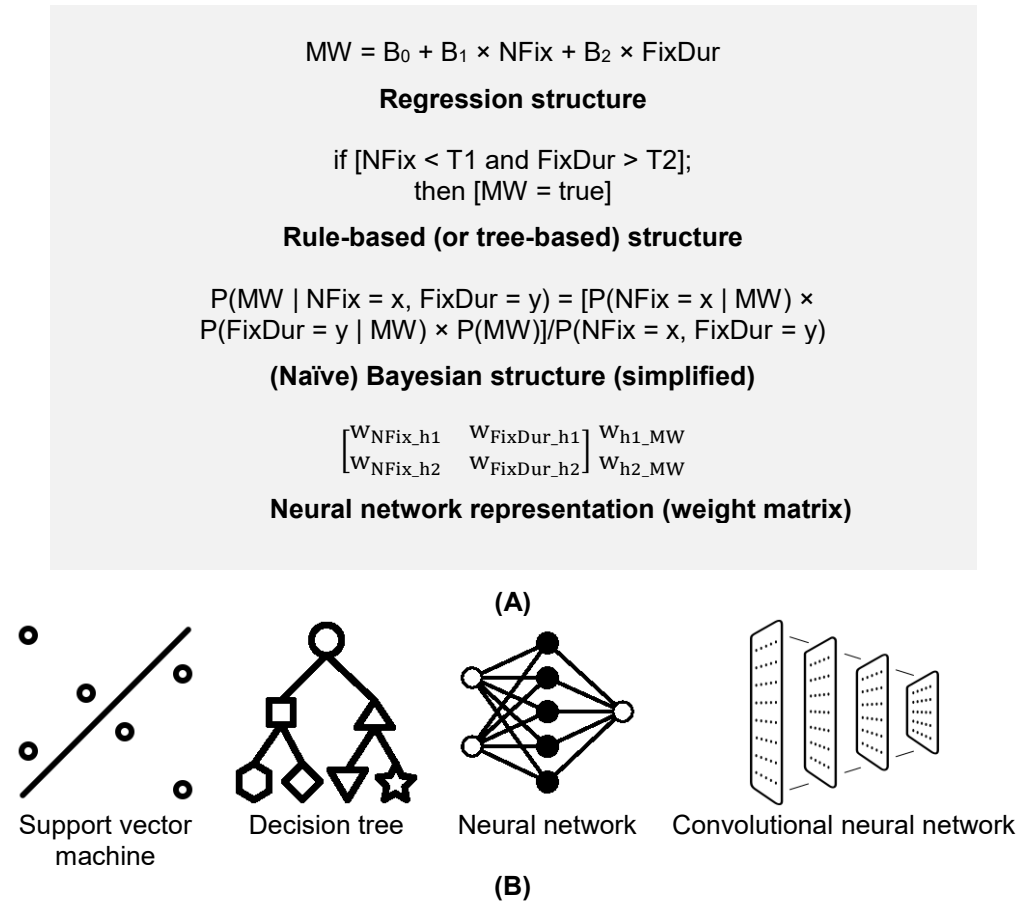 MW = B₀ + B₁ × NFix + B₂ × FixDur
Regression structure
if [NFix < T1 and FixDur > T2];
then [MW = true]
Rule-based (or tree-based) structure
P(MW | NFix = x, FixDur = y) = [P(NFix = x | MW) ×
P(FixDur = y | MW) × P(MW)]/P(NFix = x, FixDur = y)
(Naïve) Bayesian structure (simplified)
[w_NFix_h1 w_FixDur_h1] w_h1_MW
[w_NFix_h2 w_FixDur_h2] w_h2_MW
Neural network representation (weight matrix)
(A)
Support vector
machine
Decision tree
Neural network
Convolutional neural network
(B)